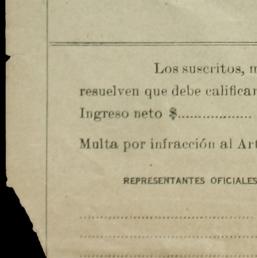 Los suscritos, m
resuelven que debe calificar
Ingreso neto $..................
Multa por infracción al Art
REPRESENTANTES OFICIALES